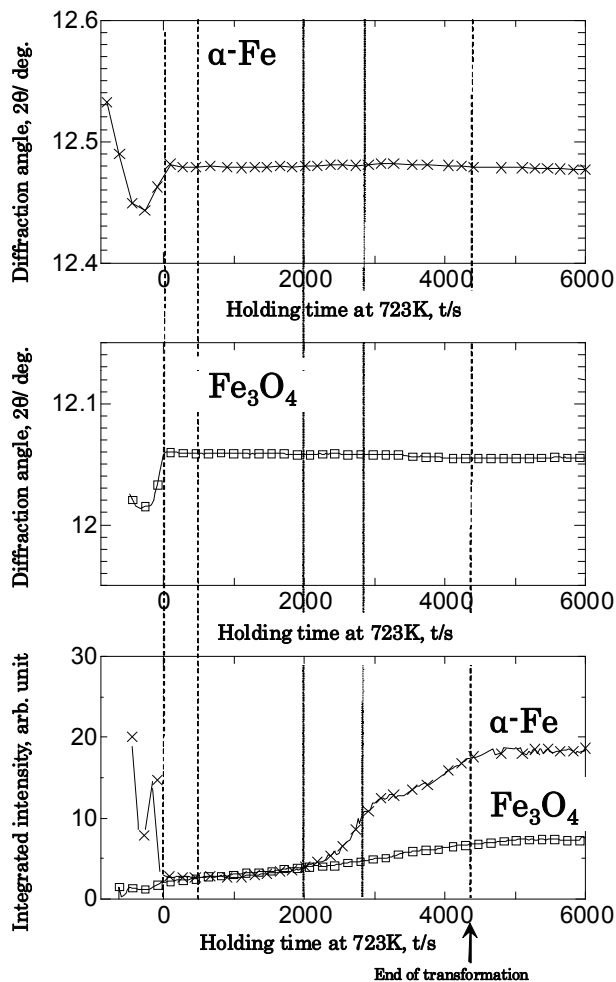 Diffraction angle, 2θ/ deg.
12.6
12.5
12.4
α-Fe
0 2000 4000 6000
Holding time at 723K, t/s
Diffraction angle, 2θ/ deg.
12.1
12
Fe₃O₄
0 2000 4000 6000
Holding time at 723K, t/s
Integrated intensity, arb. unit
30
20
10
0
α-Fe
Fe₃O₄
0 2000 4000 6000
Holding time at 723K, t/s
End of transformation